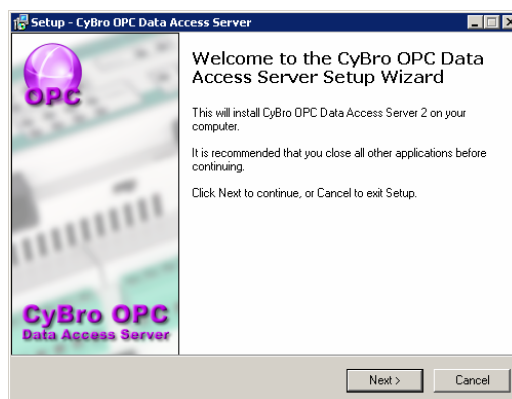 Setup - CyBro OPC Data Access Server
OPC
Welcome to the CyBro OPC Data
Access Server Setup Wizard
This will install CyBro OPC Data Access Server 2 on your
computer.
It is recommended that you close all other applications before
continuing.
Click Next to continue, or Cancel to exit Setup.
CyBro OPC
Data Access Server
Next >
Cancel